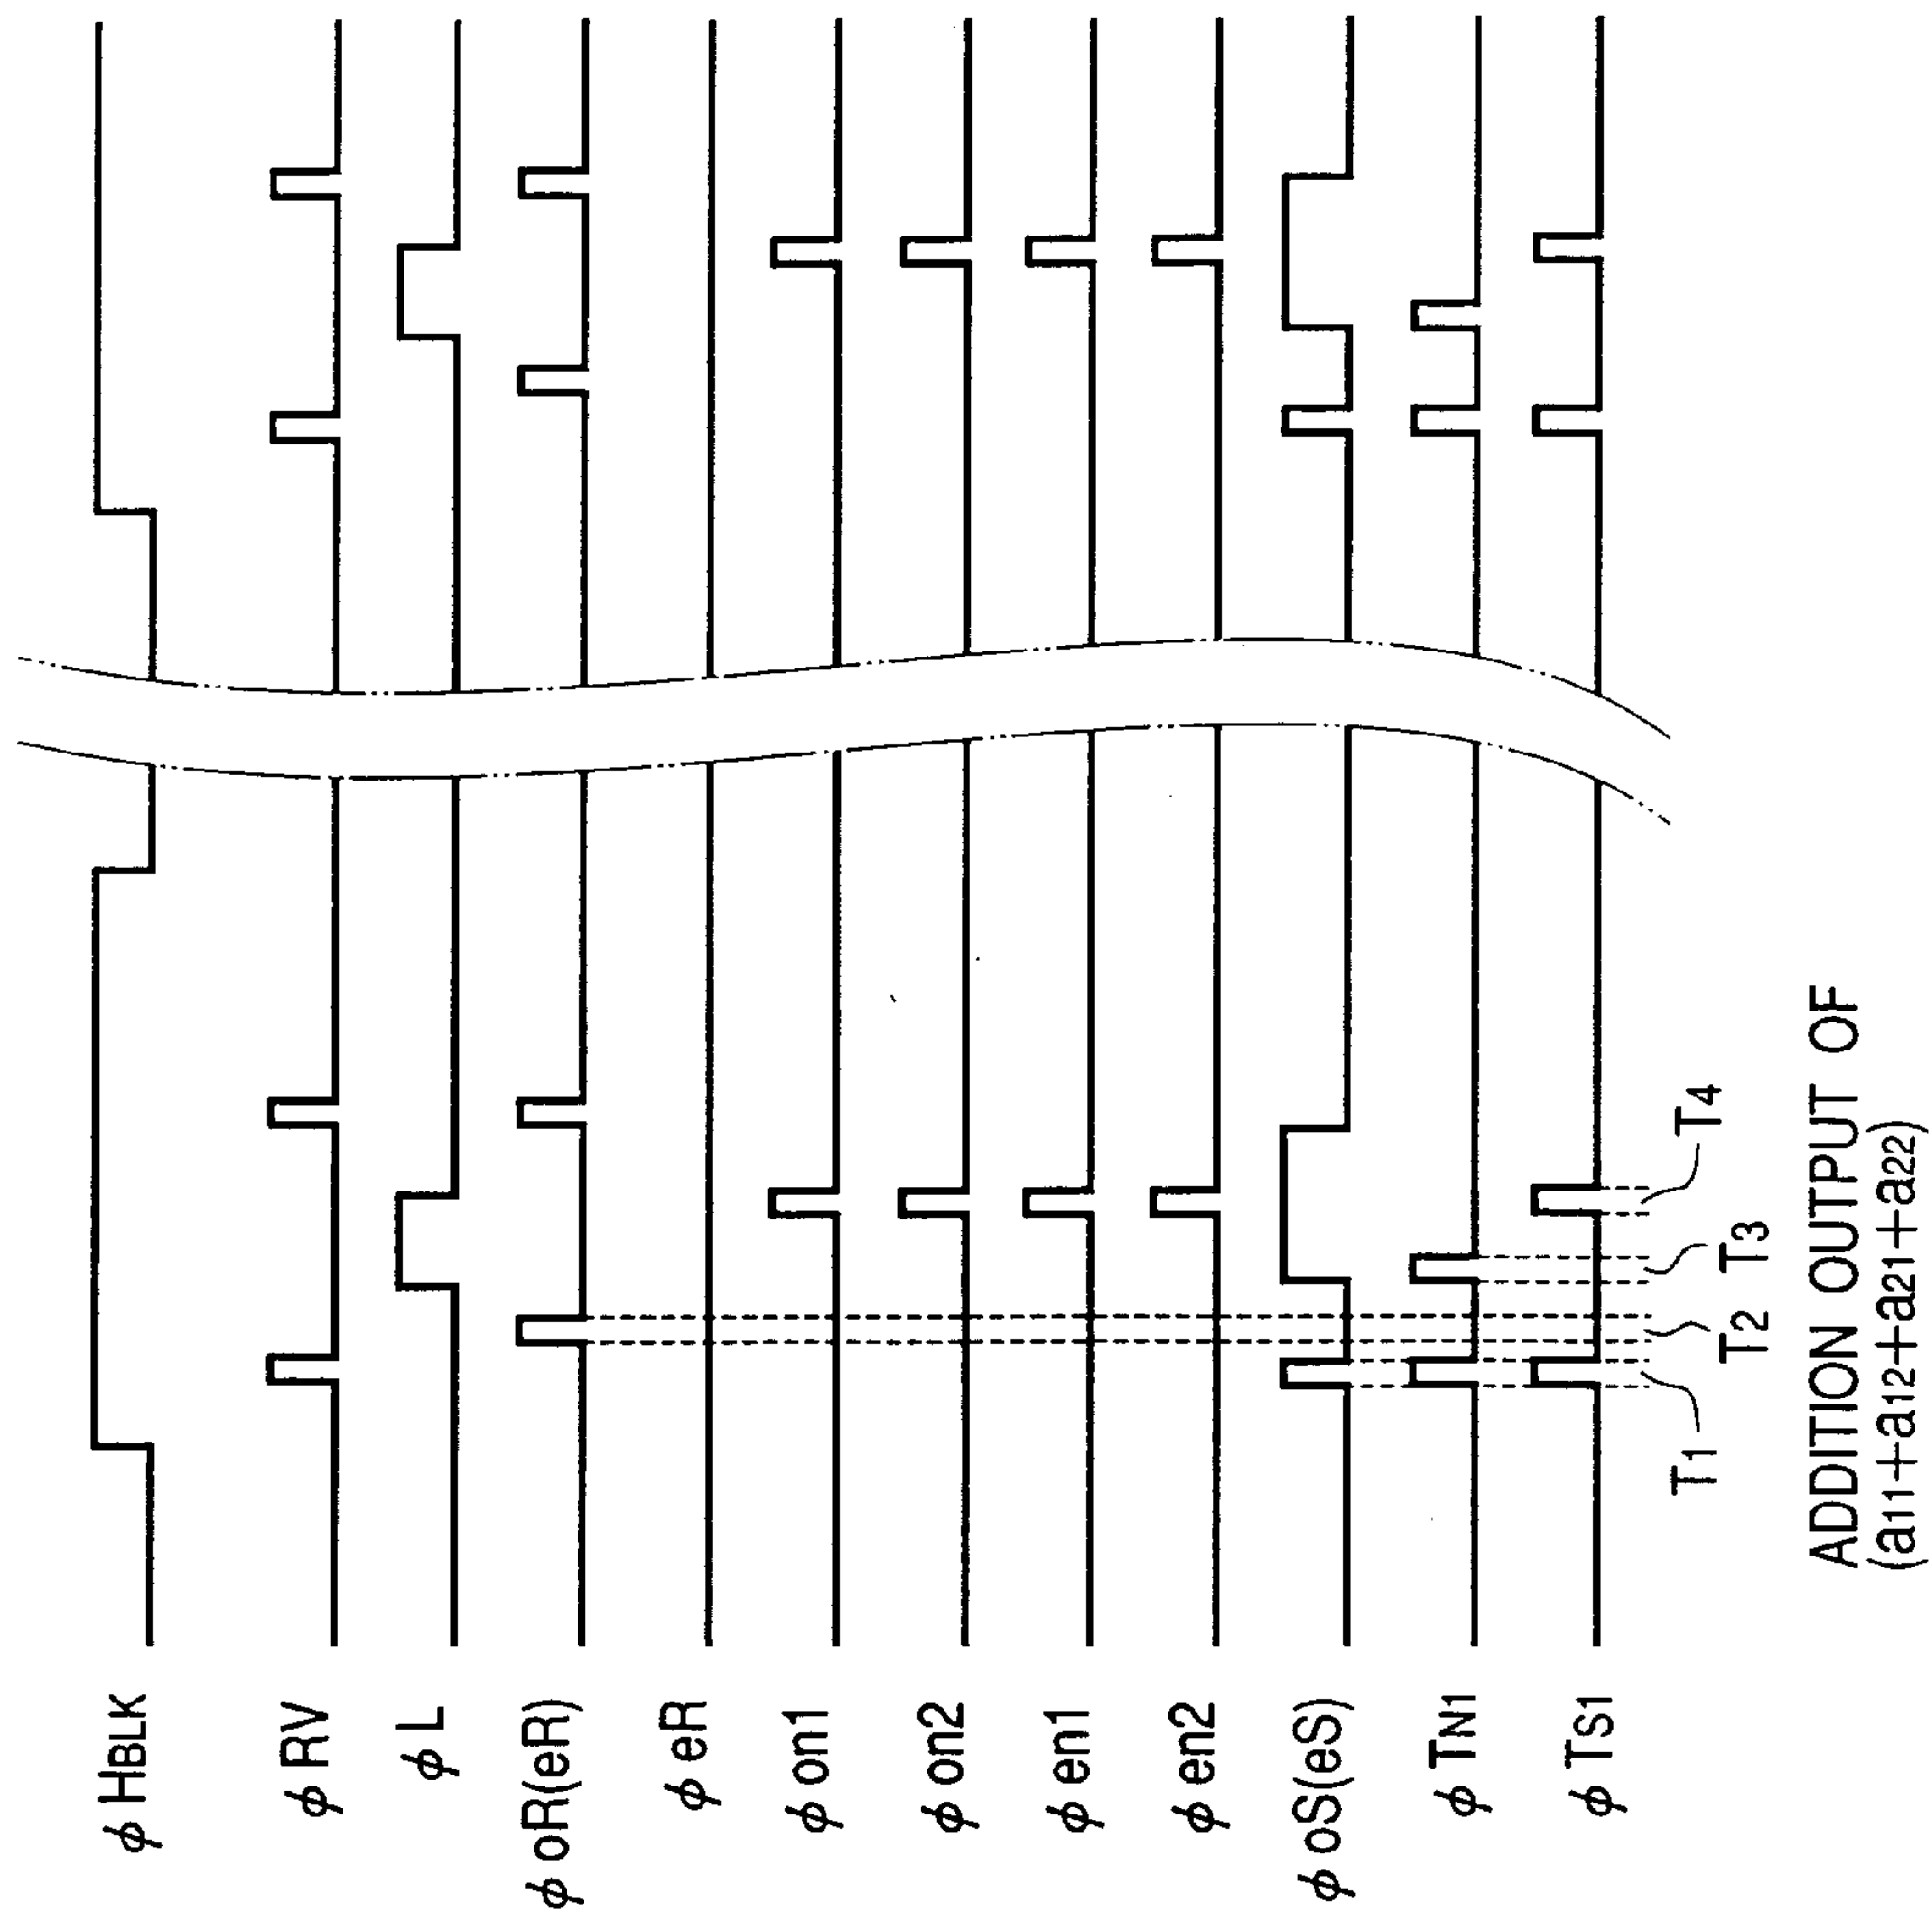 φ HBLK
φ RV
φ L
φ oR(eR)
φ eR
φ on1
φ on2
φ en1
φ en2
φ oS(eS)
φ TN1
φ TS1
T1
T2
T3
T4
ADDITION OUTPUT OF
(a11+a12+a21+a22)